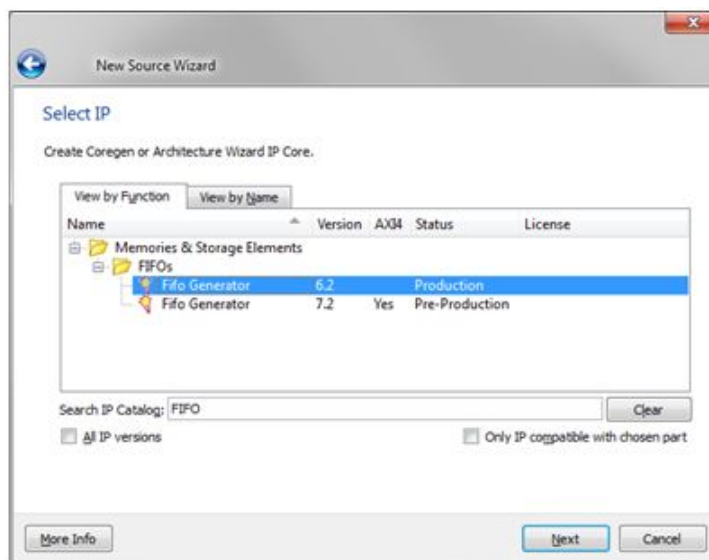 New Source Wizard
Select IP
Create Coregen or Architecture Wizard IP Core.
View by Function View by Name
Name Version AXI4 Status License
Memories & Storage Elements
FIFOs
Fifo Generator 6.2 Production
Fifo Generator 7.2 Yes Pre-Production
Search IP Catalog: FIFO Clear
All IP versions Only IP compatible with chosen part
More Info Next Cancel